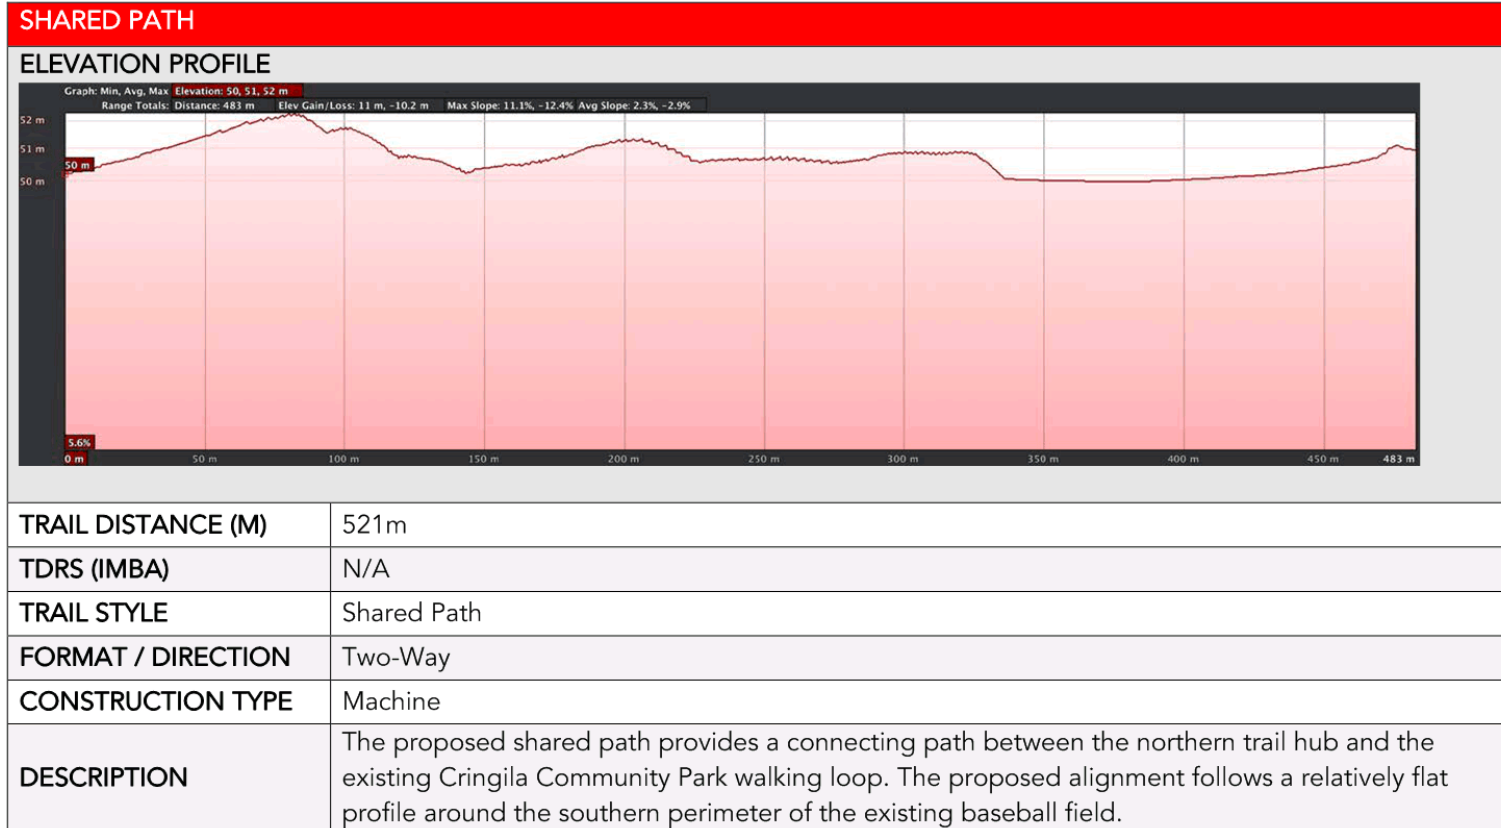 SHARED PATH
ELEVATION PROFILE
Graph: Min, Avg, Max Elevation: 50, 51, 52 m
Range Totals: Distance: 483 m Elev Gain/Loss: 11 m, -10.2 m Max Slope: 11.1%, -12.4% Avg Slope: 2.3%, -2.9%
52 m
51 m
50 m
50 m
5.6%
0 m 50 m 100 m 150 m 200 m 250 m 300 m 350 m 400 m 450 m 483 m
TRAIL DISTANCE (M) 521m
TDRS (IMBA) N/A
TRAIL STYLE Shared Path
FORMAT / DIRECTION Two-Way
CONSTRUCTION TYPE Machine
DESCRIPTION
The proposed shared path provides a connecting path between the northern trail hub and the
existing Cringila Community Park walking loop. The proposed alignment follows a relatively flat
profile around the southern perimeter of the existing baseball field.